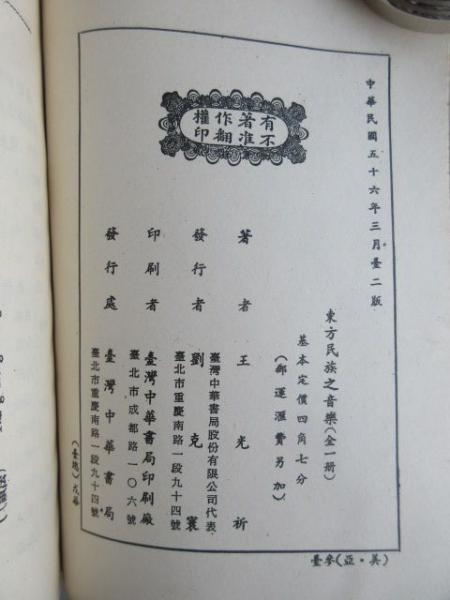 中華民國五十六年三月臺二版
有著作權
不准翻印
東方民族之音樂（全一册）
基本定價四角七分
（郵運滙費另加）
著者 王光祈
臺灣中華書局股份有限公司代表
發行者 劉克寰
臺北市重慶南路一段九十四號
印刷者 臺灣中華書局印刷廠
臺北市成都路一〇六號
發行處 臺灣中華書局
臺北市重慶南路一段九十四號
臺參（亞・英）